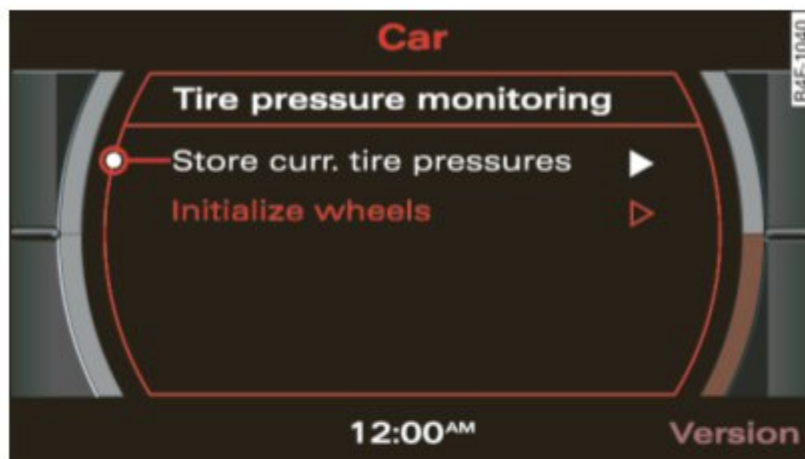 Car
B4F-1040
Tire pressure monitoring
Store curr. tire pressures
Initialize wheels
12:00AM
Version